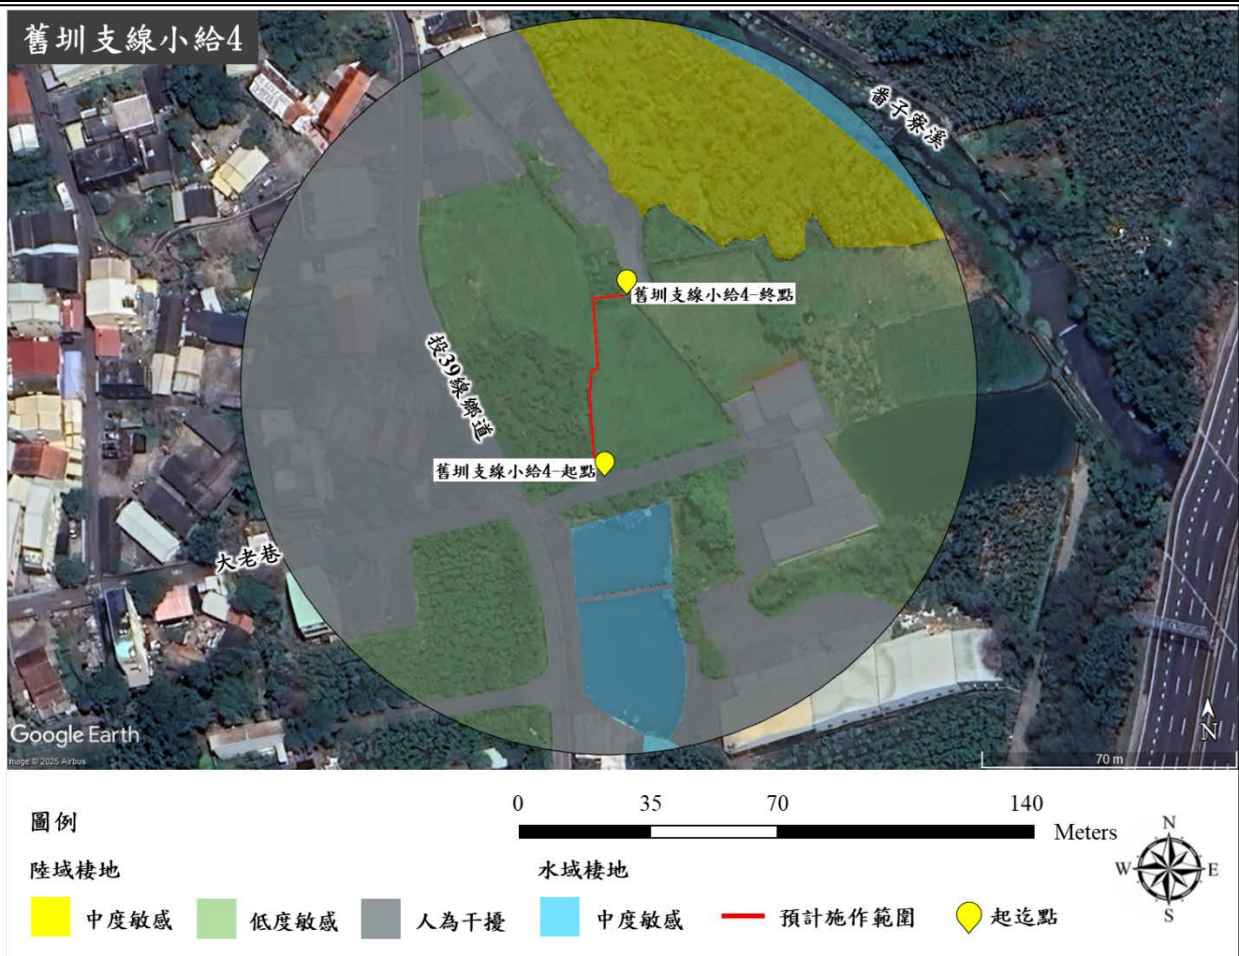 舊圳支線小給4
番子寮溪
舊圳支線小給4-終點
投39線鄉道
舊圳支線小給4-起點
大老巷
Google Earth
Image © 2025 Airbus
N
70 m
圖例
0 35 70 140
Meters
陸域棲地
水域棲地
N
W E
S
中度敏感
低度敏感
人為干擾
中度敏感
預計施作範圍
起迄點